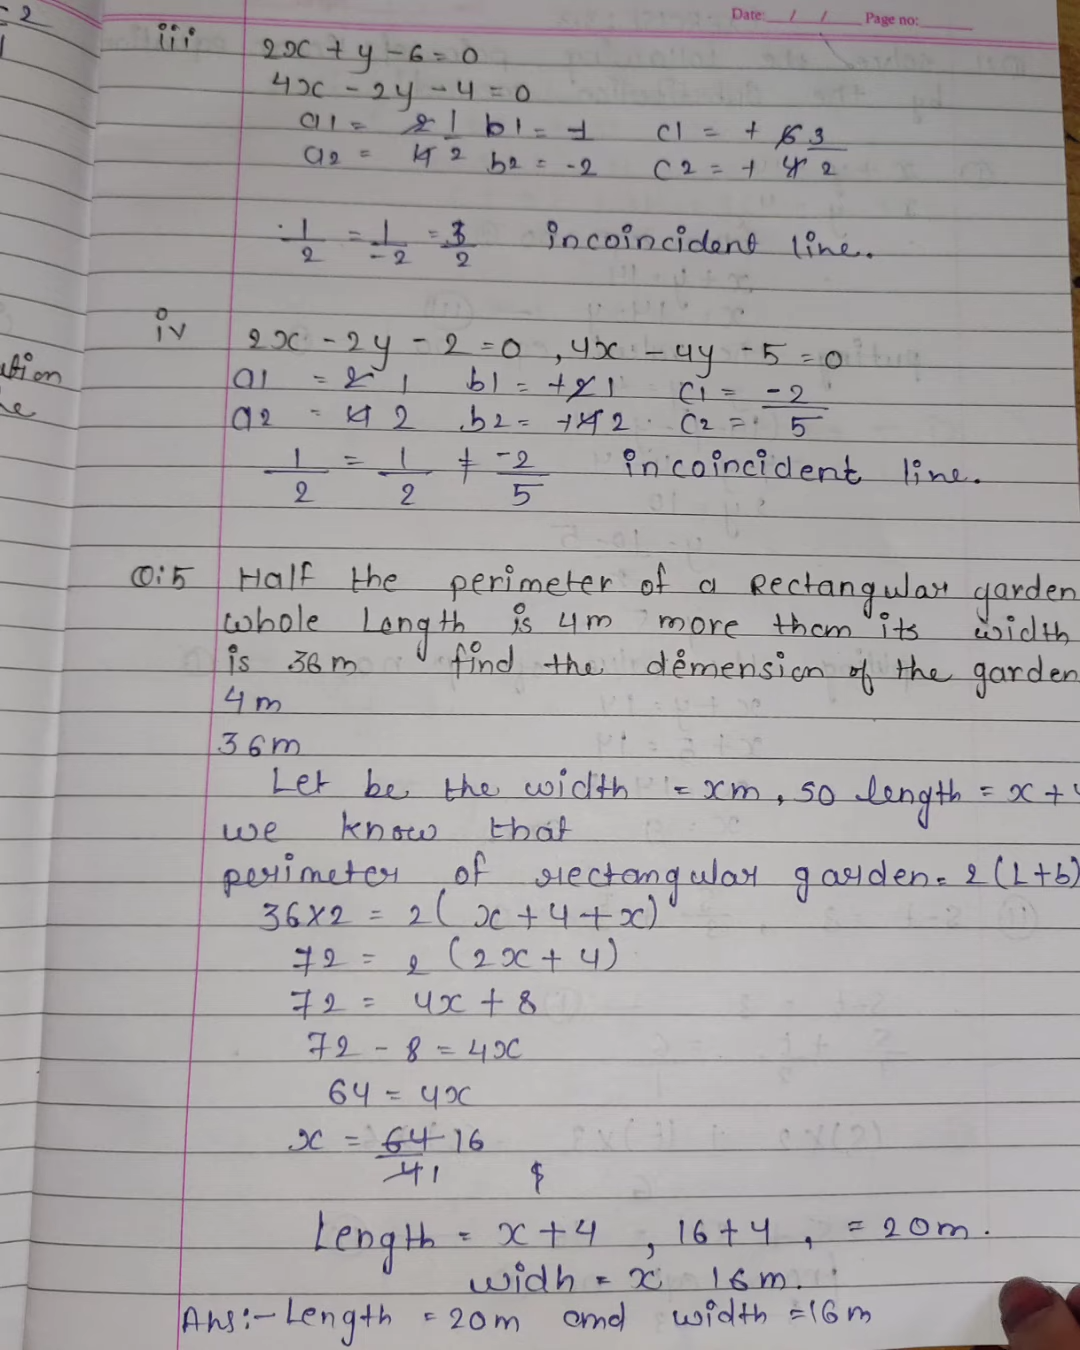 -2
1
Date: / / Page no:
iii 2x + y - 6 = 0
4x - 2y - 4 = 0
a1 = 2 1 b1 = 1 c1 = + 6 3
a2 = 4 2 b2 = -2 c2 = + 4 2
1/2 = 1/-2 = 3/2 incoincident line.
iv 2x - 2y - 2 = 0 , 4x - 4y - 5 = 0
a1 = 2 1 b1 = +2 1 c1 = -2
a2 = 4 2 b2 = +4 2 c2 = 5
1/2 = 1/2 ≠ -2/5 incoincident line.
Q:5 Half the perimeter of a Rectangular garden
whole Length is 4m more them its width
is 36m find the demension of the garden
4m
36m
Let be the width = xm, so length = x + 4
we know that
perimeter of rectangular garden = 2(L+b)
36×2 = 2(x+4+x)
72 = 2(2x+4)
72 = 4x + 8
72 - 8 = 4x
64 = 4x
x = 64/4 16 1
Length = x+4 , 16+4 , = 20m.
widh = x 16m.
Ans:- Length = 20m and width = 16m